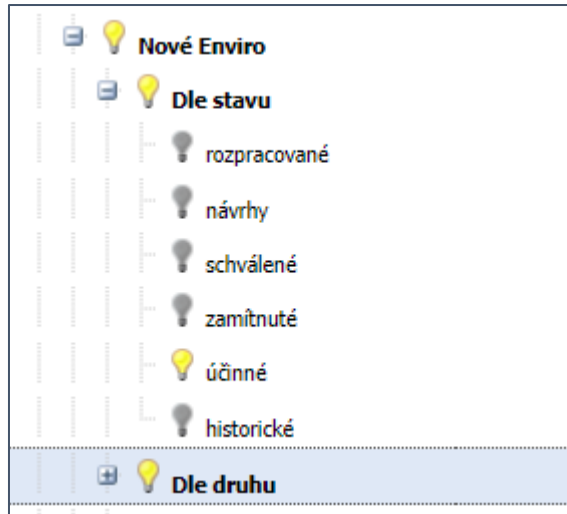 Nové Enviro
Dle stavu
rozpracované
návrhy
schválené
zamítnuté
účinné
historické
Dle druhu